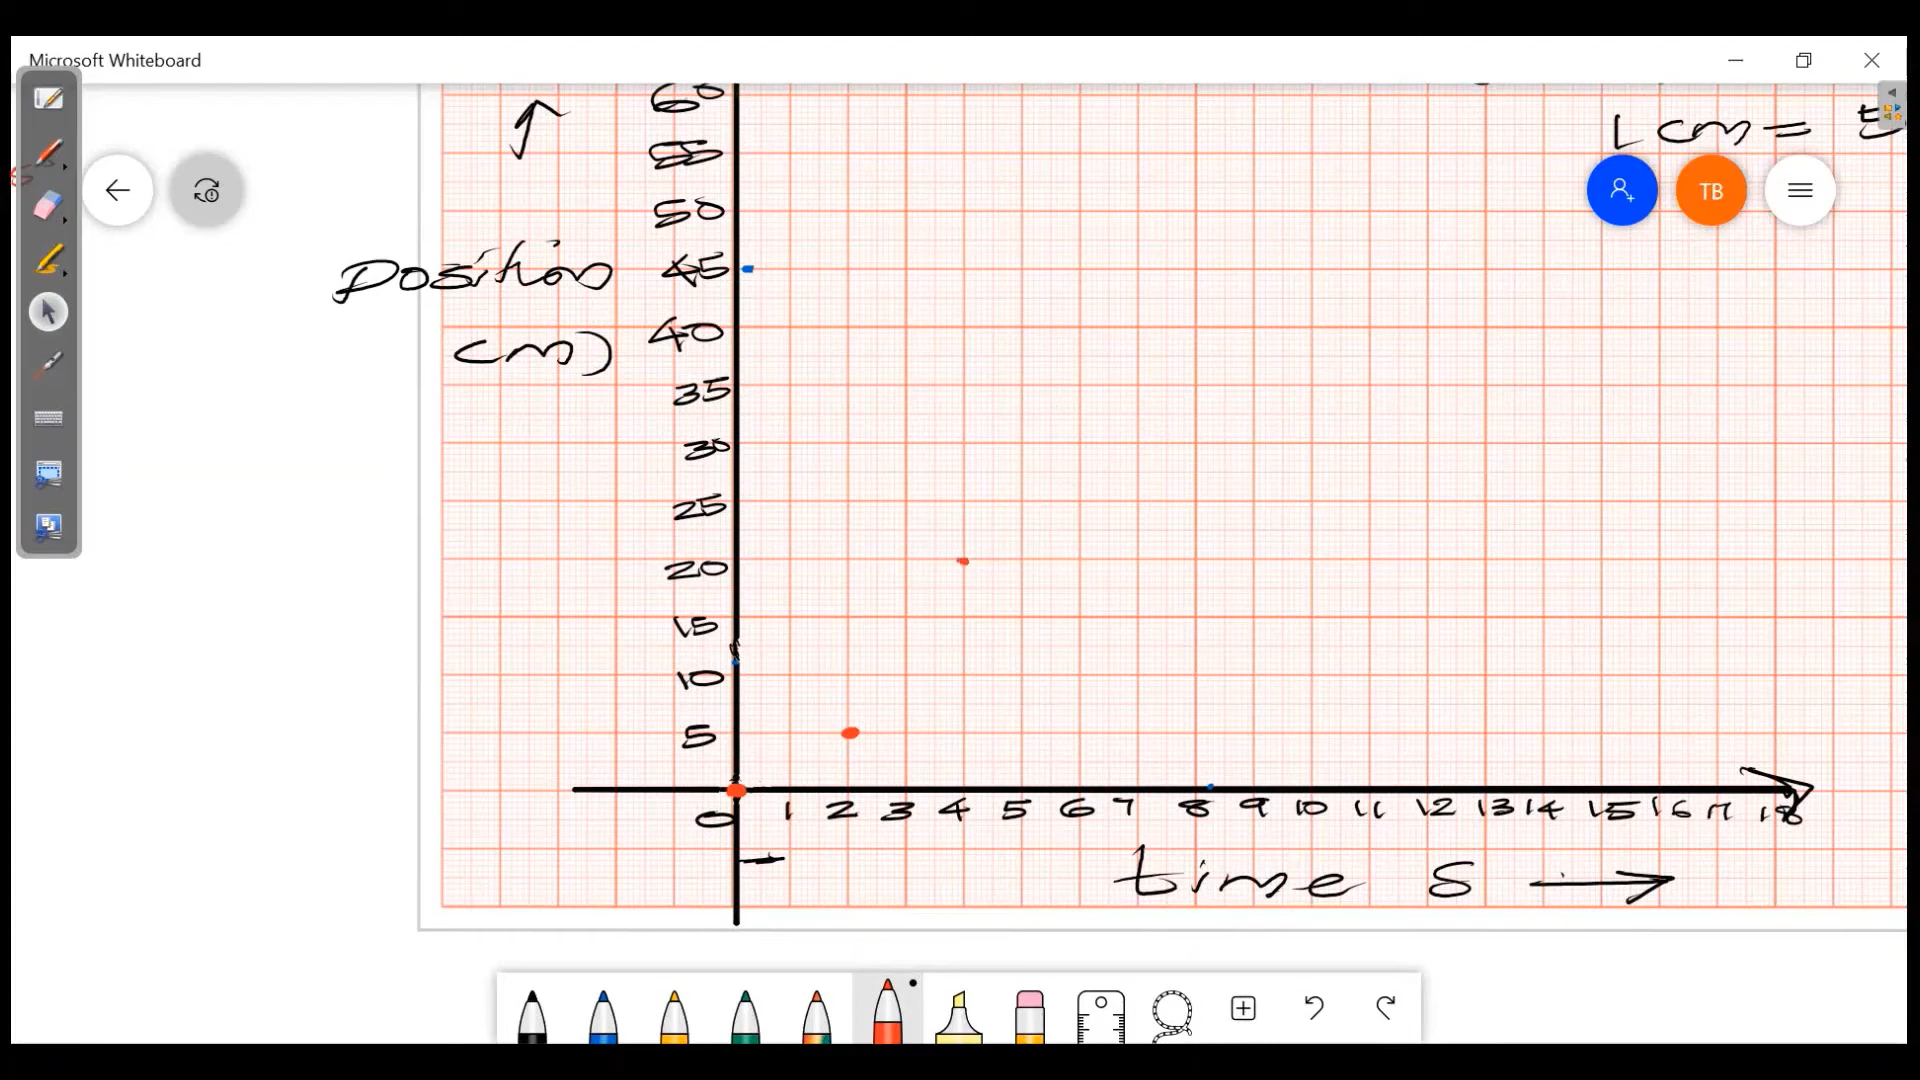 Microsoft Whiteboard
60
1 cm =
55
50
TB
position 45
cm)
40
35
30
25
20
15
10
5
0 1 2 3 4 5 6 7 8 9 10 11 12 13 14 15 16 17 18
time s